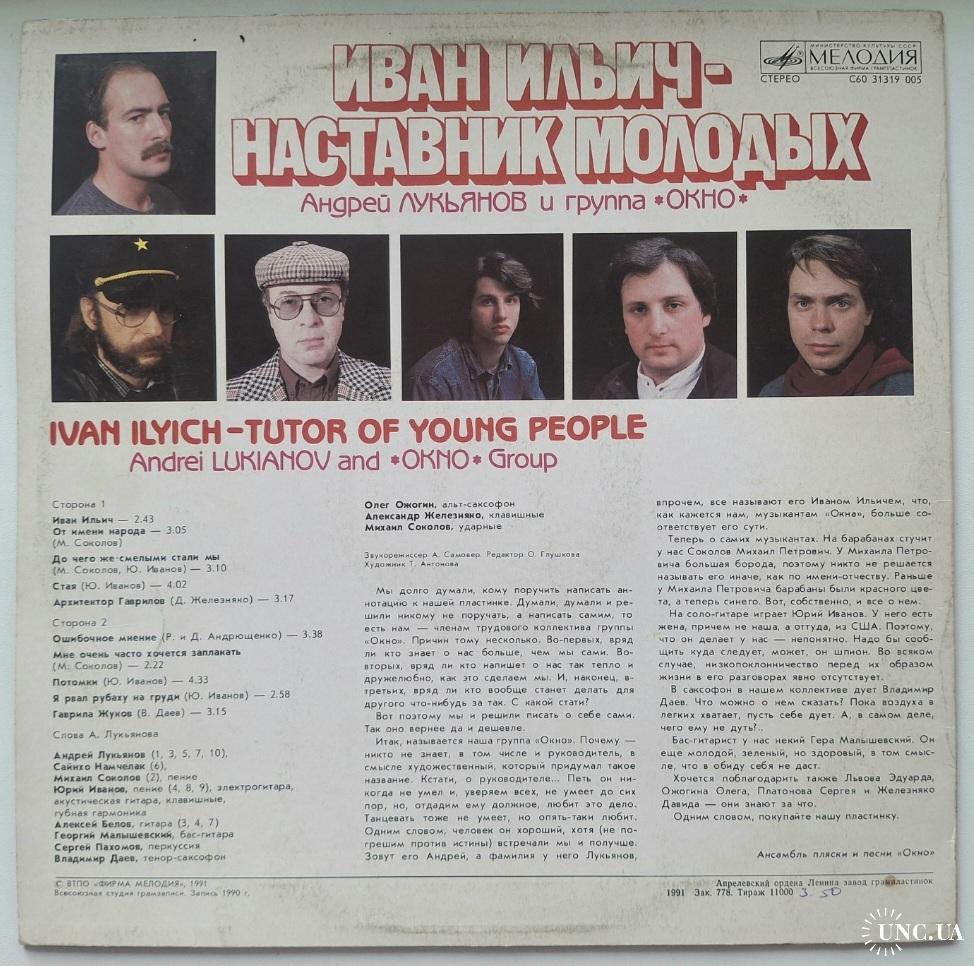 ИВАН ИЛЬИЧ-
НАСТАВНИК МОЛОДЫХ
Андрей ЛУКЬЯНОВ и группа *ОКНО*
МИНИСТЕРСТВО КУЛЬТУРЫ СССР
МЕЛОДИЯ
ВСЕСОЮЗНАЯ ФИРМА ГРАМПЛАСТИНОК
СТЕРЕО С60 31319 005
IVAN ILYICH–TUTOR OF YOUNG PEOPLE
Andrei LUKIANOV and *OKNO* Group
Сторона 1
Иван Ильич — 2.43
От имени народа — 3.05
(М. Соколов)
До чего же смелыми стали мы
(М. Соколов, Ю. Иванов) — 3.10
Стая (Ю. Иванов) — 4.02
Архитектор Гаврилов (Д. Железняко) — 3.17
Сторона 2
Ошибочное мнение (Р. и Д. Андрющенко) — 3.38
Мне очень часто хочется заплакать
(М. Соколов) — 2.22
Потомки (Ю. Иванов) — 4.33
Я рвал рубаху на груди (Ю. Иванов) — 2.58
Гаврила Жуков (В. Даев) — 3.15
Слова А. Лукьянова
Андрей Лукьянов (1, 3, 5, 7, 10),
Сайнхо Намчелак (6),
Михаил Соколов (2), пение
Юрий Иванов, пение (4, 8, 9), электрогитара,
акустическая гитара, клавишные,
губная гармоника
Алексей Белов, гитара (3, 4, 7)
Георгий Малышевский, бас-гитара
Сергей Пахомов, перкуссия
Владимир Даев, тенор-саксофон
Олег Ожогин, альт-саксофон
Александр Железняко, клавишные
Михаил Соколов, ударные
Звукорежиссер А. Самовер. Редактор О. Глушкова
Художник Т. Антонова
Мы долго думали, кому поручить написать ан-
нотацию к нашей пластинке. Думали, думали и ре-
шили никому не поручать, а написать самим, то
есть нам — членам трудового коллектива группы
«Окно». Причин тому несколько. Во-первых, вряд
ли кто знает о нас больше, чем мы сами. Во-
вторых, вряд ли кто напишет о нас так тепло и
дружелюбно, как это сделаем мы. И, наконец, в-
третьих, вряд ли кто вообще станет делать для
другого что-нибудь за так. С какой стати?
Вот поэтому мы и решили писать о себе сами.
Так оно вернее да и дешевле.
Итак, называется наша группа «Окно». Почему —
никто не знает, в том числе и руководитель, в
смысле художественный, который придумал такое
название. Кстати, о руководителе... Петь он ни-
когда не умел и, уверяем всех, не умеет до сих
пор, но, отдадим ему должное, любит это дело.
Танцевать тоже не умеет, но опять-таки любит.
Одним словом, человек он хороший, хотя (не по-
грешим против истины) встречали мы и получше.
Зовут его Андрей, а фамилия у него Лукьянов,
впрочем, все называют его Иваном Ильичем, что,
как кажется нам, музыкантам «Окна», больше со-
ответствует его сути.
Теперь о самих музыкантах. На барабанах стучит
у нас Соколов Михаил Петрович. У Михаила Петро-
вича большая борода, поэтому никто не решается
называть его иначе, как по имени-отчеству. Раньше
у Михаила Петровича барабаны были красного цве-
та, а теперь синего. Вот, собственно, и все о нем.
На соло-гитаре играет Юрий Иванов. У него есть
жена, причем не наша, а оттуда, из США. Поэтому,
что он делает у нас — непонятно. Надо бы сооб-
щить куда следует, может, он шпион. Во всяком
случае, низкопоклонничество перед их образом
жизни в его разговорах явно отсутствует.
В саксофон в нашем коллективе дует Владимир
Даев. Что можно о нем сказать? Пока воздуха в
легких хватает, пусть себе дует. А, в самом деле,
чего ему не дуть?..
Бас-гитарист у нас некий Гера Малышевский. Он
еще молодой, зеленый, но здоровый, в том смыс-
ле, что в обиду себя не даст.
Хочется поблагодарить также Львова Эдуарда,
Ожогина Олега, Платонова Сергея и Железняко
Давида — они знают за что.
Одним словом, покупайте нашу пластинку.
Ансамбль пляски и песни «Окно»
© ВТПО «ФИРМА МЕЛОДИЯ», 1991
Всесоюзная студия грамзаписи. Запись 1990 г.
Апрелевский ордена Ленина завод грампластинок
1991 Зак. 778. Тираж 11000 3-50
UNC.UA